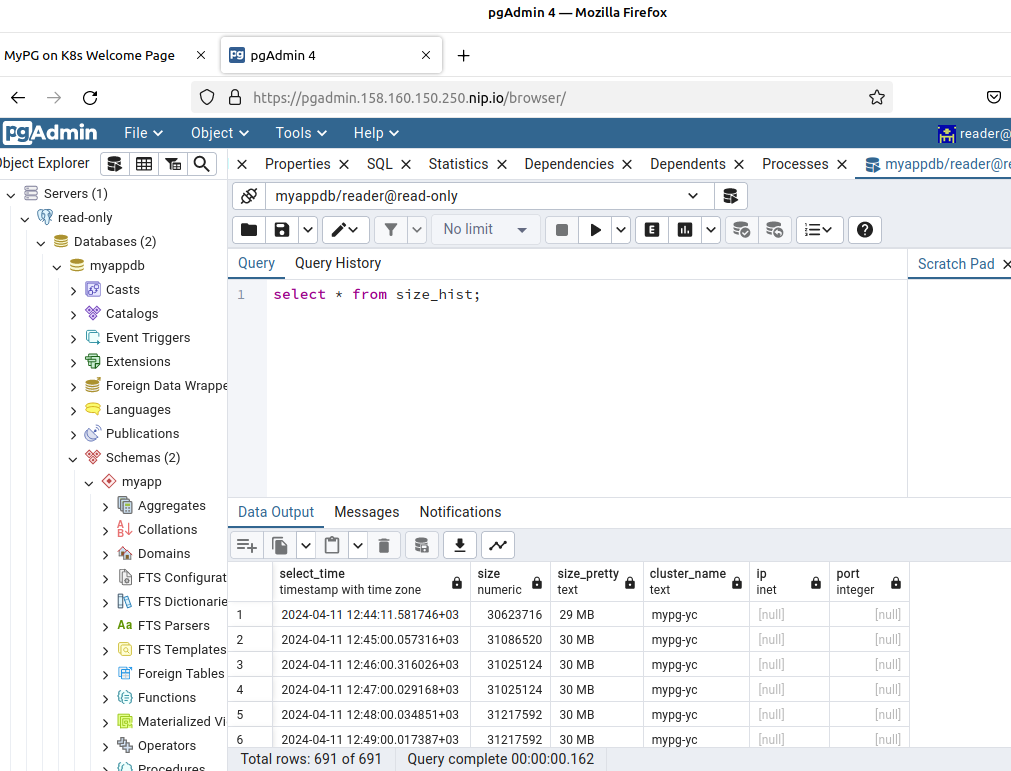 pgAdmin 4 — Mozilla Firefox
MyPG on K8s Welcome Page
pgAdmin 4
https://pgadmin.158.160.150.250.nip.io/browser/
pgAdmin File Object Tools Help reader@
Object Explorer
Properties SQL Statistics Dependencies Dependents Processes myappdb/reader@re
Servers (1)
read-only
Databases (2)
myappdb
Casts
Catalogs
Event Triggers
Extensions
Foreign Data Wrappe
Languages
Publications
Schemas (2)
myapp
Aggregates
Collations
Domains
FTS Configurat
FTS Dictionarie
FTS Parsers
FTS Templates
Foreign Tables
Functions
Materialized Vi
Operators
Procedures
myappdb/reader@read-only
No limit
Query Query History
Scratch Pad
1 select * from size_hist;
Data Output Messages Notifications
select_time size size_pretty cluster_name ip port
timestamp with time zone numeric text text inet integer
1 2024-04-11 12:44:11.581746+03 30623716 29 MB mypg-yc [null] [null]
2 2024-04-11 12:45:00.057316+03 31086520 30 MB mypg-yc [null] [null]
3 2024-04-11 12:46:00.316026+03 31025124 30 MB mypg-yc [null] [null]
4 2024-04-11 12:47:00.029168+03 31025124 30 MB mypg-yc [null] [null]
5 2024-04-11 12:48:00.034851+03 31217592 30 MB mypg-yc [null] [null]
6 2024-04-11 12:49:00.017387+03 31217592 30 MB mypg-yc [null] [null]
Total rows: 691 of 691 Query complete 00:00:00.162